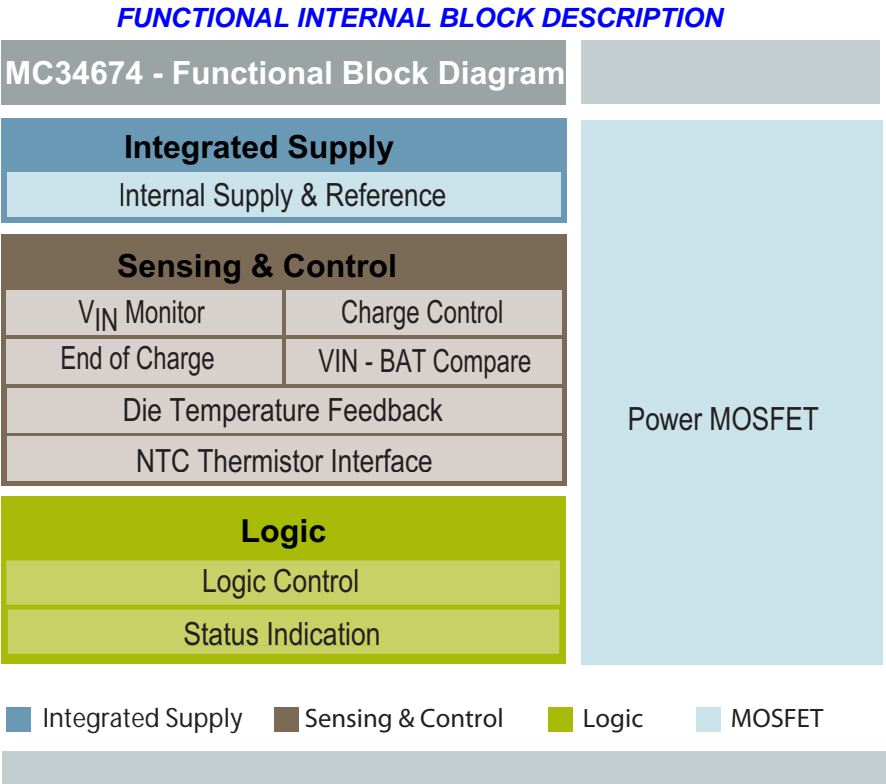 FUNCTIONAL INTERNAL BLOCK DESCRIPTION
MC34674 - Functional Block Diagram
Integrated Supply
Internal Supply & Reference
Sensing & Control
VIN Monitor
Charge Control
End of Charge
VIN - BAT Compare
Die Temperature Feedback
NTC Thermistor Interface
Logic
Logic Control
Status Indication
Power MOSFET
Integrated Supply
Sensing & Control
Logic
MOSFET